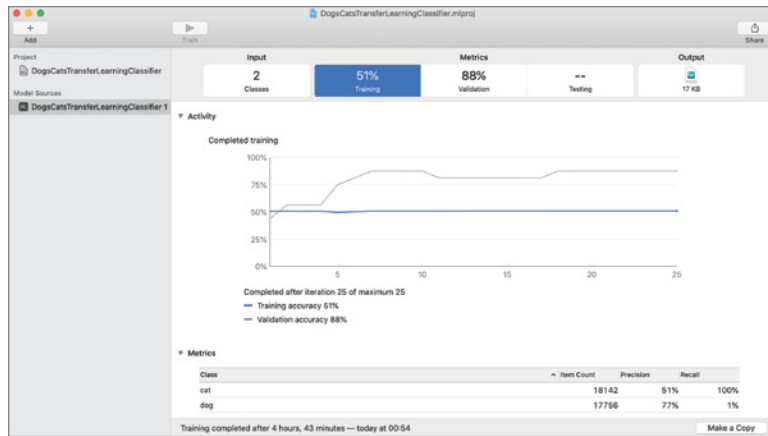 DogsCatsTransferLearningClassifier.mlproj
Add
Train
Share
Project
DogsCatsTransferLearningClassifier
Model Sources
DogsCatsTransferLearningClassifier 1
Input
Metrics
Output
2
51%
88%
--
17 KB
Classes
Training
Validation
Testing
Activity
Completed training
100%
75%
50%
25%
0%
5
10
15
20
25
Completed after iteration 25 of maximum 25
Training accuracy 51%
Validation accuracy 88%
Metrics
Class Item Count Precision Recall
cat 18142 51% 100%
dog 17756 77% 1%
Training completed after 4 hours, 43 minutes — today at 00:54
Make a Copy